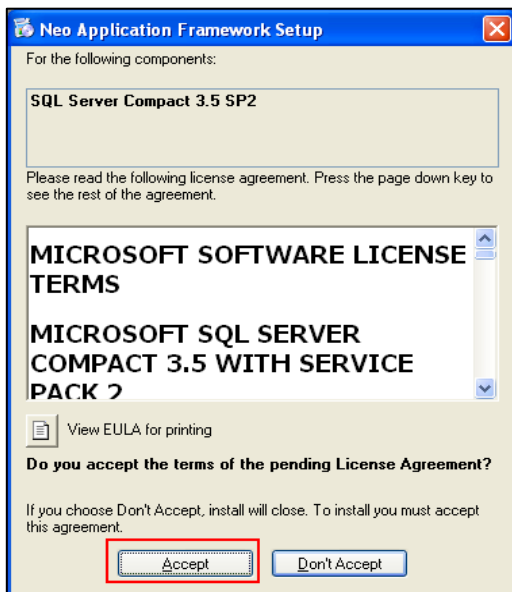 Neo Application Framework Setup
For the following components:
SQL Server Compact 3.5 SP2
Please read the following license agreement. Press the page down key to
see the rest of the agreement.
MICROSOFT SOFTWARE LICENSE
TERMS
MICROSOFT SQL SERVER
COMPACT 3.5 WITH SERVICE
PACK 2
View EULA for printing
Do you accept the terms of the pending License Agreement?
If you choose Don't Accept, install will close. To install you must accept
this agreement.
Accept Don't Accept